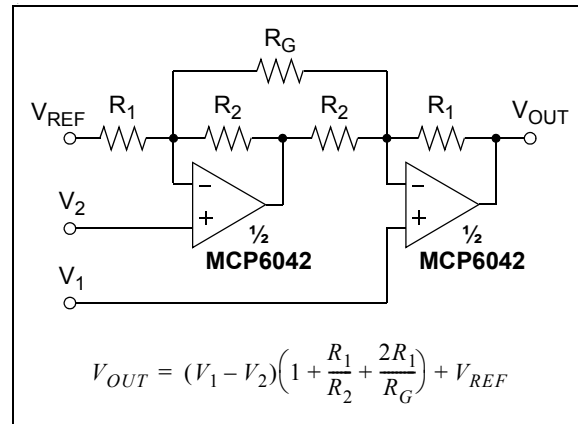 R_G
V_REF R_1 R_2 R_2 R_1 V_OUT
V_2 − + ½ MCP6042
V_1 − + ½ MCP6042
V_OUT = (V_1 − V_2)(1 + R_1/R_2 + 2R_1/R_G) + V_REF